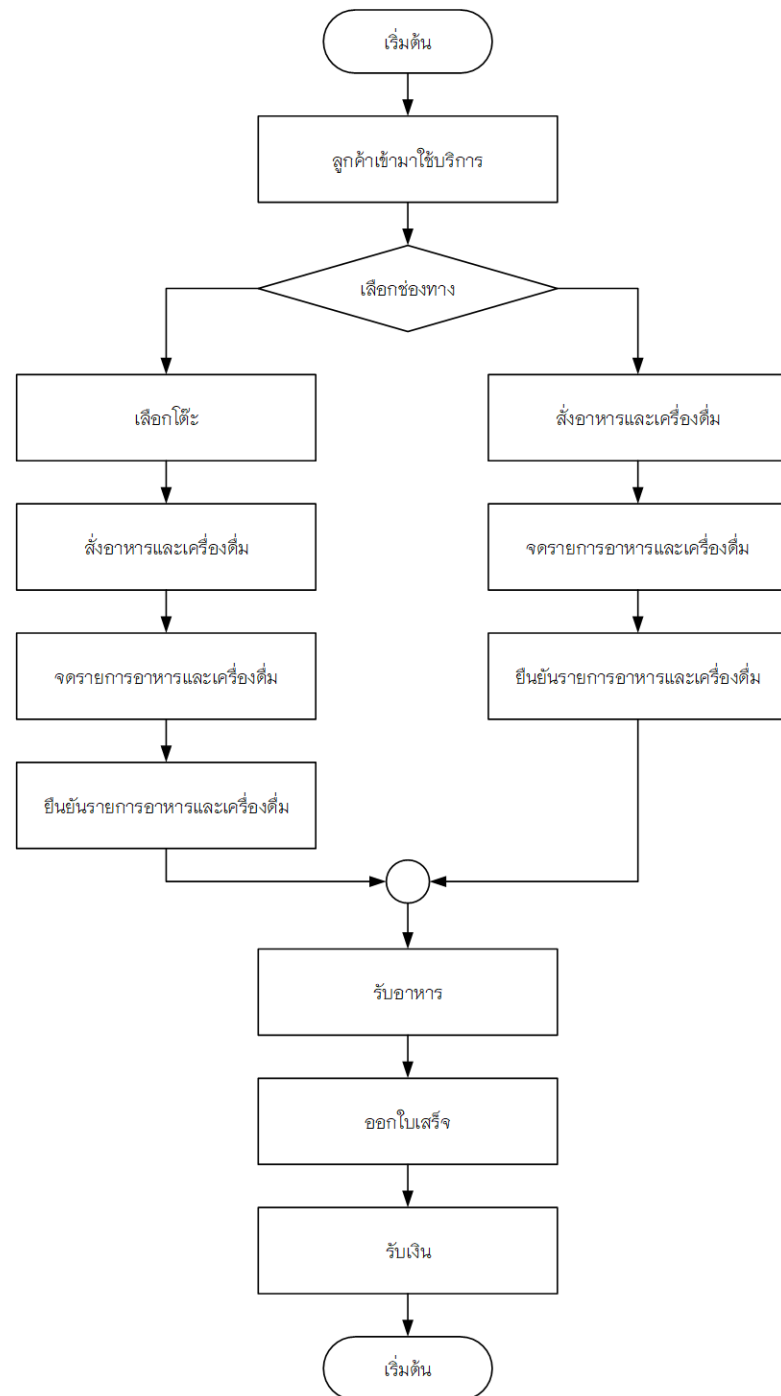 เริ่มต้น
ลูกค้าเข้ามาใช้บริการ
เลือกช่องทาง
เลือกโต๊ะ
สั่งอาหารและเครื่องดื่ม
จดรายการอาหารและเครื่องดื่ม
ยืนยันรายการอาหารและเครื่องดื่ม
สั่งอาหารและเครื่องดื่ม
จดรายการอาหารและเครื่องดื่ม
ยืนยันรายการอาหารและเครื่องดื่ม
รับอาหาร
ออกใบเสร็จ
รับเงิน
เริ่มต้น